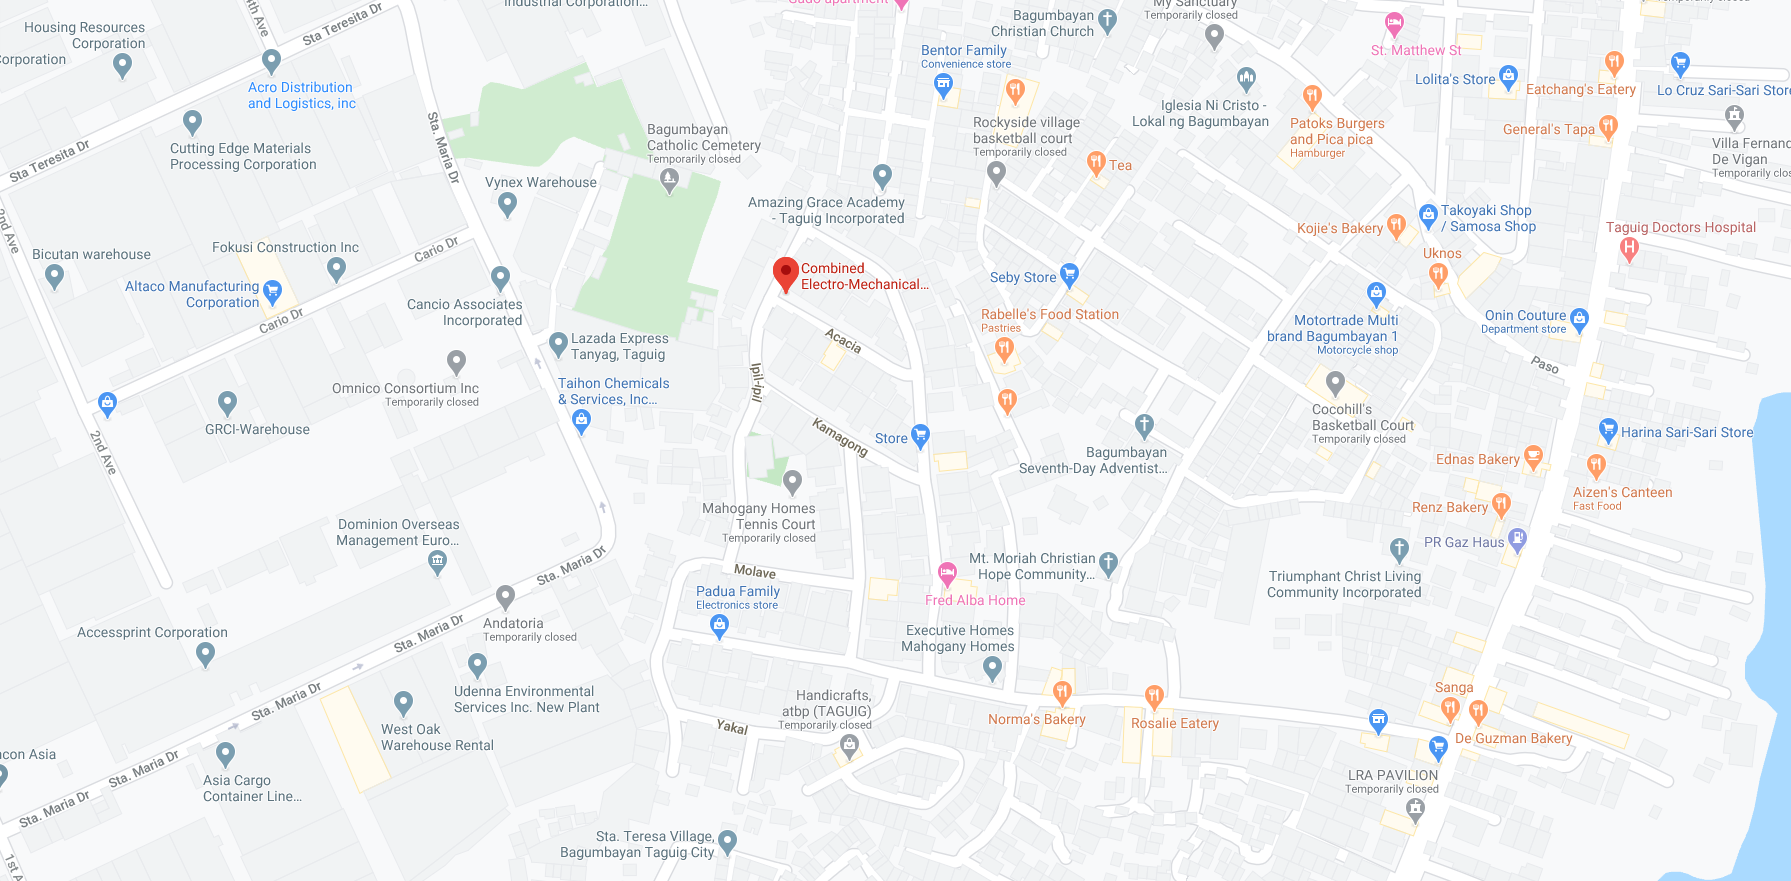 Industrial Corporation...
Gado apartment
My Sanctuary
Temporarily closed
Temporarily closed
Housing Resources
Corporation
Corporation
4th Ave
Sta Teresita Dr
Acro Distribution
and Logistics, inc
Bagumbayan
Christian Church
Bentor Family
Convenience store
St. Matthew St
Lolita's Store
Eatchang's Eatery
Lo Cruz Sari-Sari Store
Iglesia Ni Cristo -
Lokal ng Bagumbayan
Patoks Burgers
and Pica pica
Hamburger
General's Tapa
Villa Fernand
De Vigan
Temporarily clos
Cutting Edge Materials
Processing Corporation
Sta Teresita Dr
Sta. Maria Dr
Bagumbayan
Catholic Cemetery
Temporarily closed
Rockyside village
basketball court
Temporarily closed
Tea
Vynex Warehouse
Amazing Grace Academy
- Taguig Incorporated
Takoyaki Shop
/ Samosa Shop
Kojie's Bakery
Taguig Doctors Hospital
Uknos
2nd Ave
Bicutan warehouse
Fokusi Construction Inc
Cario Dr
Altaco Manufacturing
Corporation
Cario Dr
Cancio Associates
Incorporated
Combined
Electro-Mechanical...
Seby Store
Rabelle's Food Station
Pastries
Motortrade Multi
brand Bagumbayan 1
Motorcycle shop
Onin Couture
Department store
Paso
Lazada Express
Tanyag, Taguig
Acacia
Ipil-ipil
Omnico Consortium Inc
Temporarily closed
Taihon Chemicals
& Services, Inc...
GRCI-Warehouse
2nd Ave
Kamagong
Store
Cocohill's
Basketball Court
Temporarily closed
Harina Sari-Sari Store
Bagumbayan
Seventh-Day Adventist...
Ednas Bakery
Aizen's Canteen
Fast Food
Renz Bakery
PR Gaz Haus
Mahogany Homes
Tennis Court
Temporarily closed
Dominion Overseas
Management Euro...
Sta. Maria Dr
Molave
Mt. Moriah Christian
Hope Community...
Triumphant Christ Living
Community Incorporated
Padua Family
Electronics store
Fred Alba Home
Andatoria
Temporarily closed
Accessprint Corporation
Sta. Maria Dr
Executive Homes
Mahogany Homes
Udenna Environmental
Services Inc. New Plant
Sta. Maria Dr
Handicrafts,
atbp (TAGUIG)
Temporarily closed
Yakal
Norma's Bakery
Rosalie Eatery
Sanga
De Guzman Bakery
West Oak
Warehouse Rental
con Asia
Sta. Maria Dr
Asia Cargo
Container Line...
LRA PAVILION
Temporarily closed
Sta. Maria Dr
Sta. Teresa Village,
Bagumbayan Taguig City
1st A